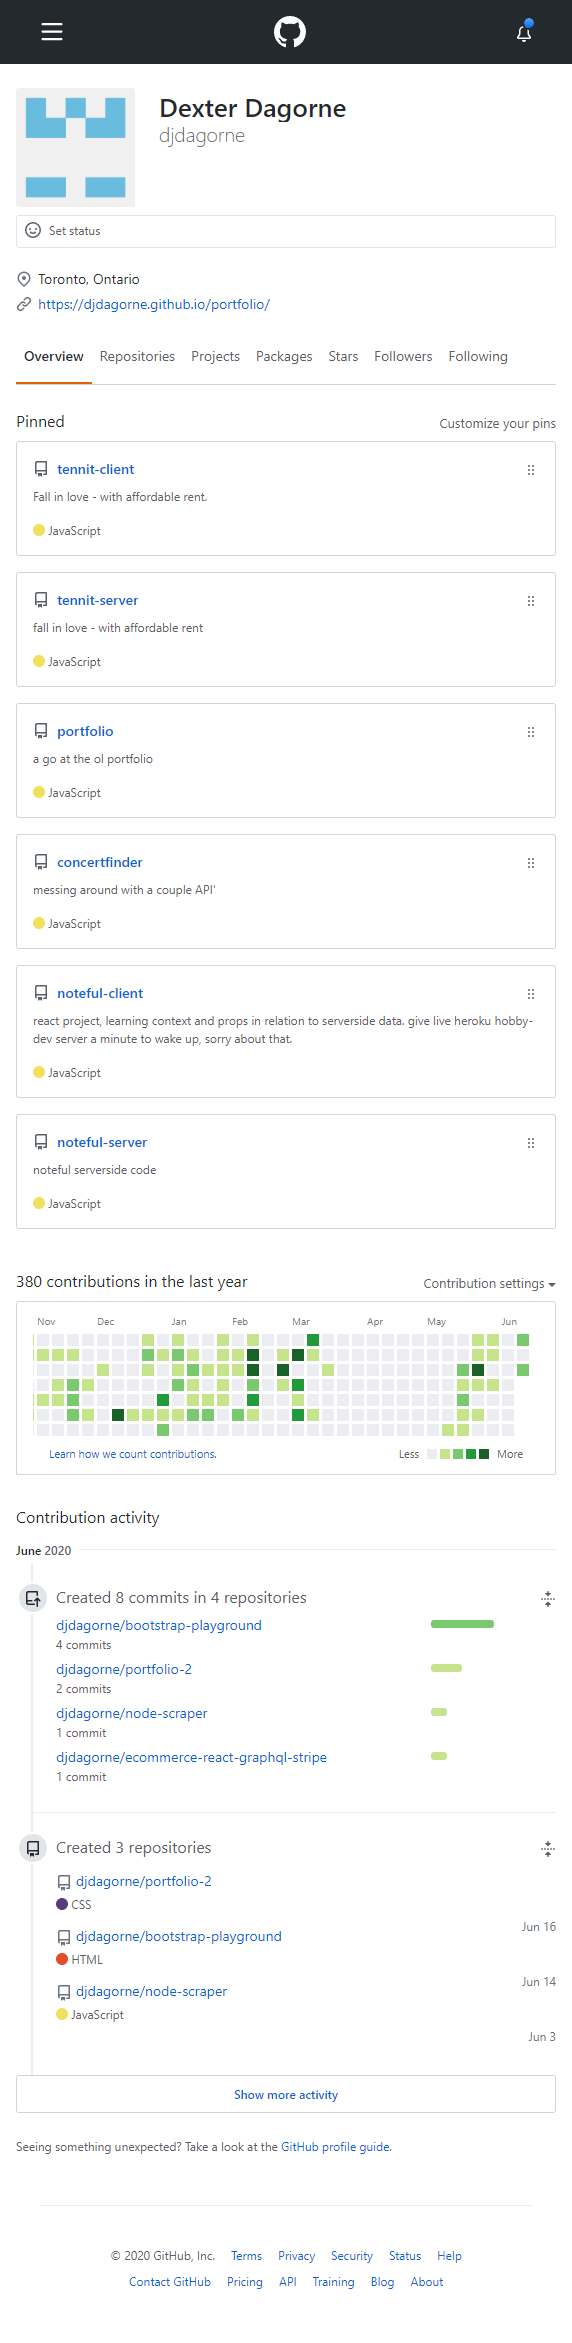 Dexter Dagorne
djdagorne
Set status
Toronto, Ontario
https://djdagorne.github.io/portfolio/
Overview Repositories Projects Packages Stars Followers Following
Pinned Customize your pins
tennit-client
Fall in love - with affordable rent.
JavaScript
tennit-server
fall in love - with affordable rent
JavaScript
portfolio
a go at the ol portfolio
JavaScript
concertfinder
messing around with a couple API'
JavaScript
noteful-client
react project, learning context and props in relation to serverside data. give live heroku hobby-
dev server a minute to wake up, sorry about that.
JavaScript
noteful-server
noteful serverside code
JavaScript
380 contributions in the last year Contribution settings
Nov Dec Jan Feb Mar Apr May Jun
Learn how we count contributions. Less More
Contribution activity
June 2020
Created 8 commits in 4 repositories
djdagorne/bootstrap-playground
4 commits
djdagorne/portfolio-2
2 commits
djdagorne/node-scraper
1 commit
djdagorne/ecommerce-react-graphql-stripe
1 commit
Created 3 repositories
djdagorne/portfolio-2
CSS
Jun 16
djdagorne/bootstrap-playground
HTML
Jun 14
djdagorne/node-scraper
JavaScript
Jun 3
Show more activity
Seeing something unexpected? Take a look at the GitHub profile guide.
© 2020 GitHub, Inc. Terms Privacy Security Status Help
Contact GitHub Pricing API Training Blog About